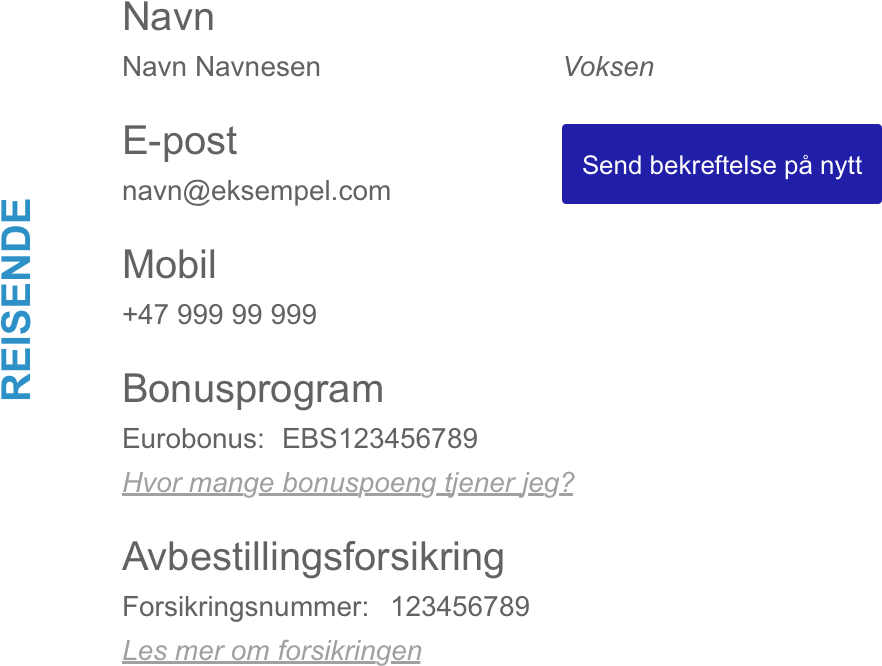 REISENDE
Navn
Navn Navnesen Voksen
E-post
navn@eksempel.com
Send bekreftelse på nytt
Mobil
+47 999 99 999
Bonusprogram
Eurobonus: EBS123456789
Hvor mange bonuspoeng tjener jeg?
Avbestillingsforsikring
Forsikringsnummer: 123456789
Les mer om forsikringen